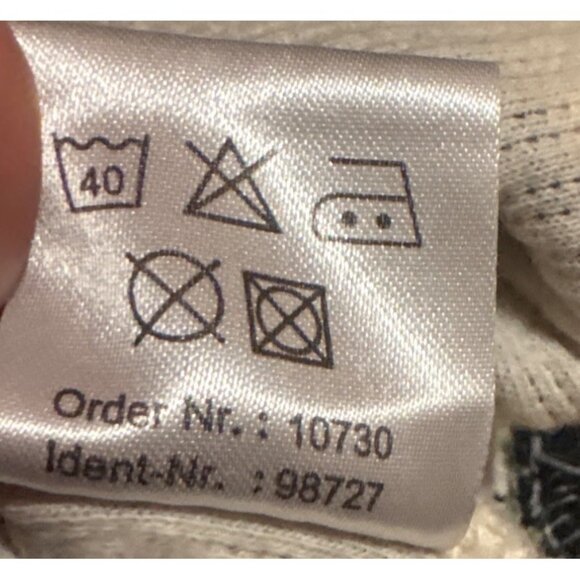 40
Order Nr. : 10730
Ident-Nr. : 98727